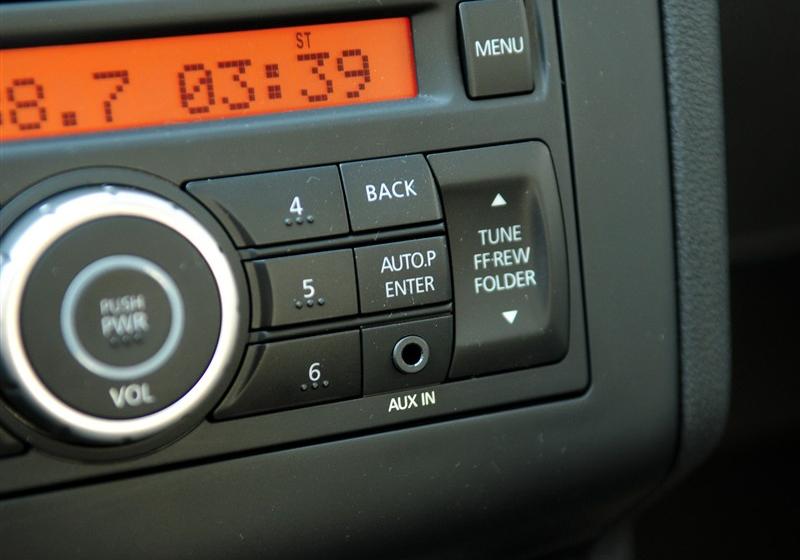 ST
8.7 03:39
MENU
4
BACK
TUNE
FF·REW
FOLDER
5
AUTO.P
ENTER
PUSH
PWR
VOL
6
AUX IN